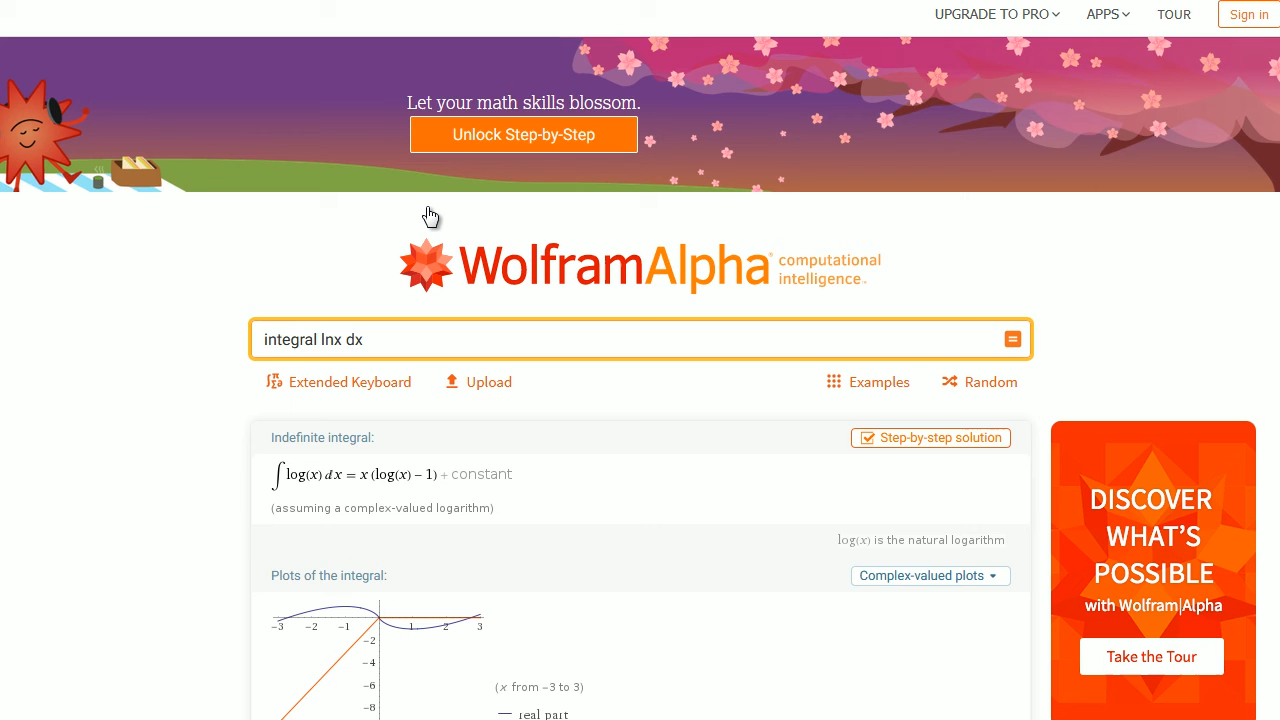 UPGRADE TO PRO APPS TOUR Sign in
Let your math skills blossom.
Unlock Step-by-Step
WolframAlpha computational intelligence
integral lnx dx
Extended Keyboard Upload Examples Random
Indefinite integral: Step-by-step solution
∫ log(x) dx = x (log(x) − 1) + constant
(assuming a complex-valued logarithm)
log(x) is the natural logarithm
Plots of the integral: Complex-valued plots
−3 −2 −1 1 2 3
−2
−4
−6
−8
(x from −3 to 3)
real part
DISCOVER
WHAT'S
POSSIBLE
with Wolfram|Alpha
Take the Tour